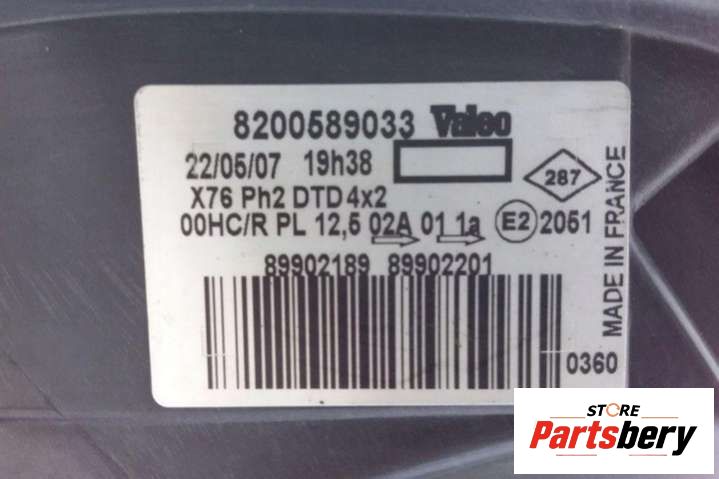 8200589033 Valeo
22/05/07 19h38
287
X76 Ph2 DTD 4x2
00HC/R PL 12,5 02A 01 1a E2 2051
89902189 89902201
0360
MADE IN FRANCE
STORE
Partsbery